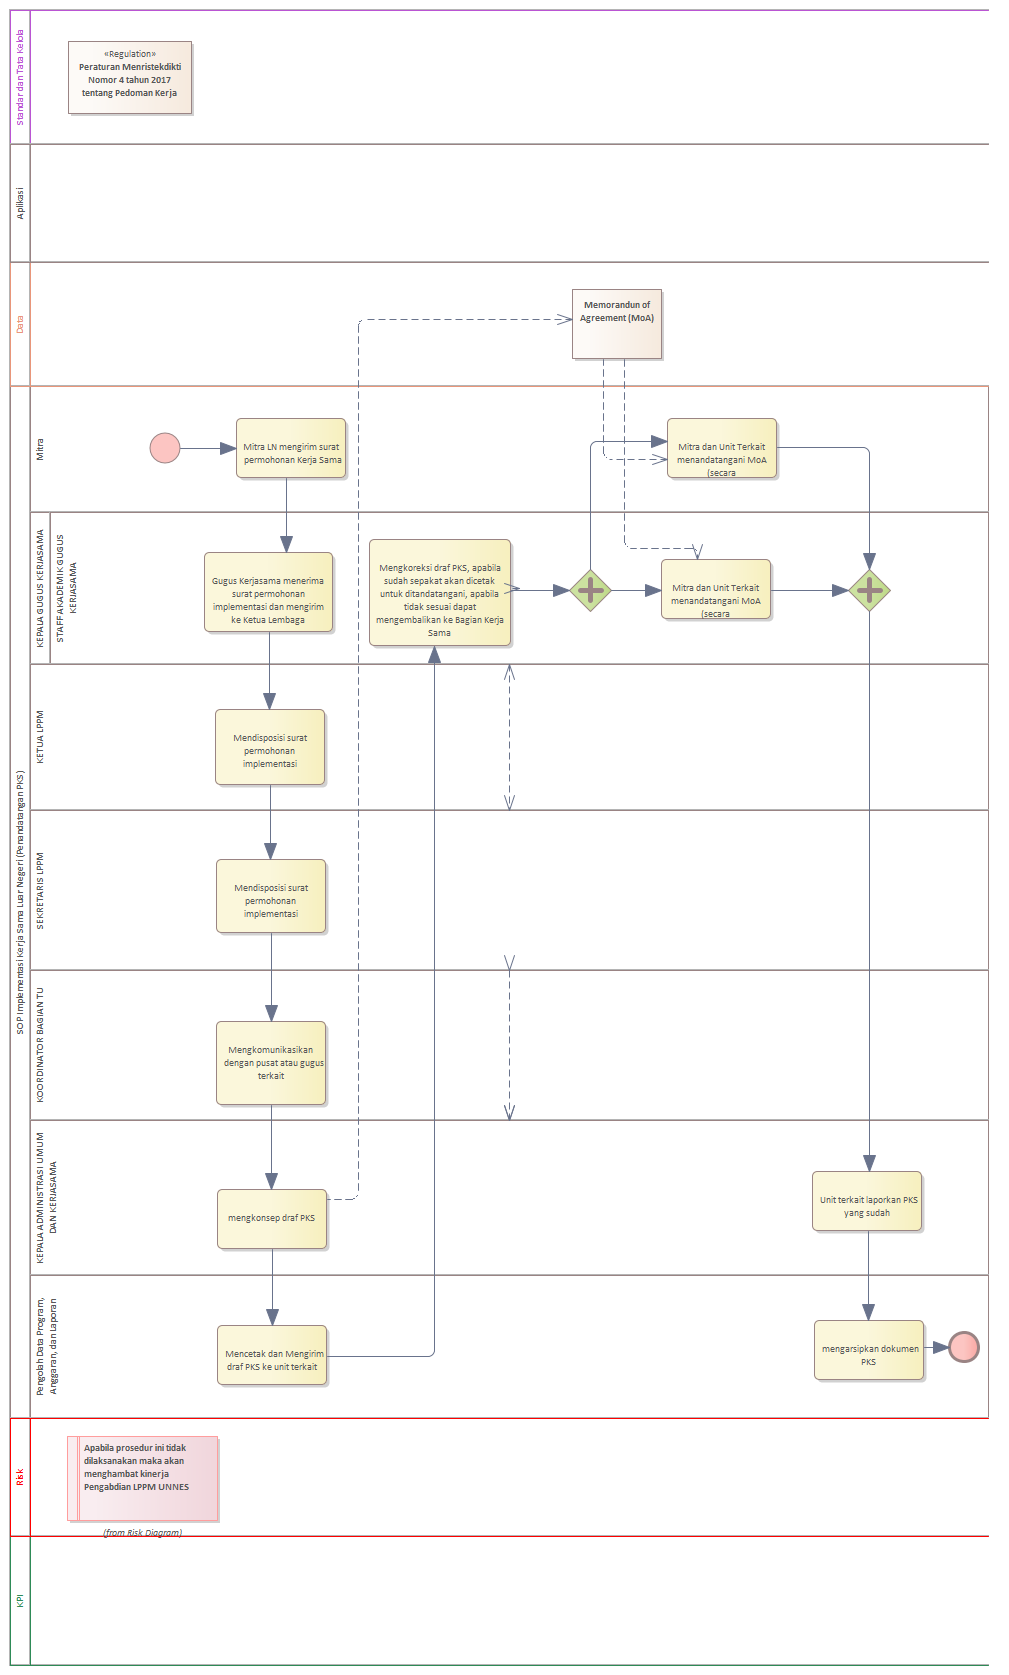 Standar dan Tata Kelola
«Regulation»
Peraturan Menristekdikti
Nomor 4 tahun 2017
tentang Pedoman Kerja
Aplikasi
Data
Memorandun of
Agreement (MoA)
SOP Implementasi Kerja Sama Luar Negeri (Penandatangan PKS)
Mitra
Mitra LN mengirim surat
permohonan Kerja Sama
Mitra dan Unit Terkait
menandatangani MoA
(secara
KEPALA GUGUS KERJASAMA
STAFF AKADEMIK GUGUS
KERJASAMA
Gugus Kerjasama menerima
surat permohonan
implementasi dan mengirim
ke Ketua Lembaga
Mengkoreksi draf PKS, apabila
sudah sepakat akan dicetak
untuk ditandatangani, apabila
tidak sesuai dapat
mengembalikan ke Bagian Kerja
Sama
Mitra dan Unit Terkait
menandatangani MoA
(secara
KETUA LPPM
Mendisposisi surat
permohonan
implementasi
SEKRETARIS LPPM
Mendisposisi surat
permohonan
implementasi
KOORDINATOR BAGIAN TU
Mengkomunikasikan
dengan pusat atau gugus
terkait
KEPALA ADMINISTRASI UMUM
DAN KERJASAMA
mengkonsep draf PKS
Unit terkait laporkan PKS
yang sudah
Pengolah Data Program,
Anggaran, dan Laporan
Mencetak dan Mengirim
draf PKS ke unit terkait
mengarsipkan dokumen
PKS
Risk
Apabila prosedur ini tidak
dilaksanakan maka akan
menghambat kinerja
Pengabdian LPPM UNNES
(from Risk Diagram)
KPI